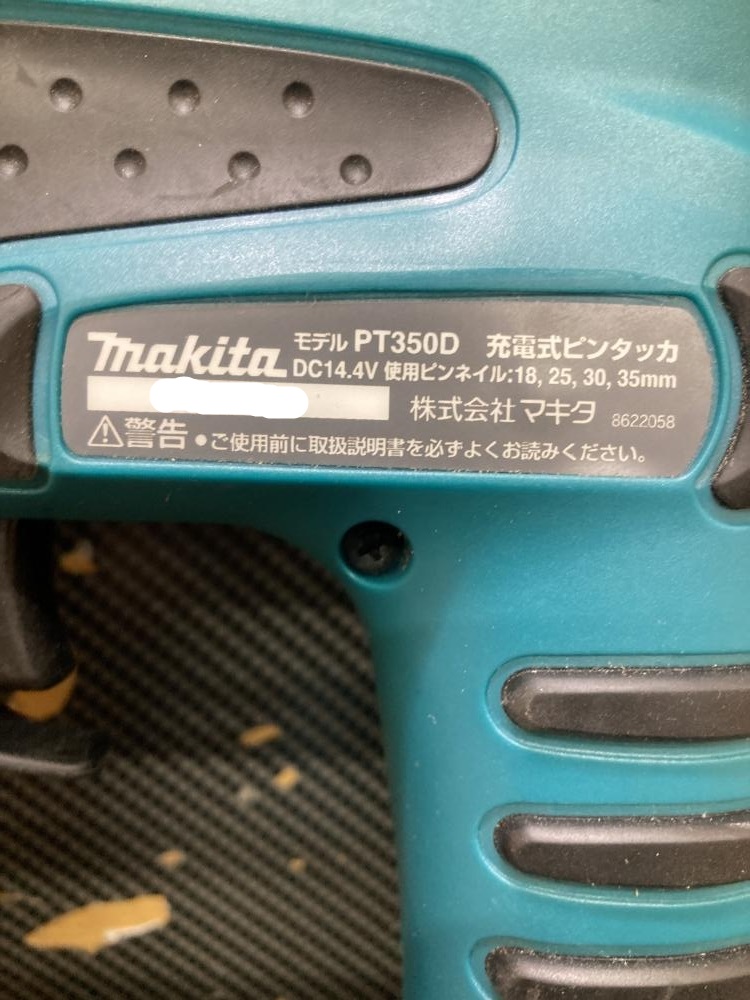 makita モデル PT350D 充電式ピンタッカ
DC14.4V 使用ピンネイル:18, 25, 30, 35mm
株式会社 マキタ 8622058
⚠警告 ●ご使用前に取扱説明書を必ずよくお読みください。